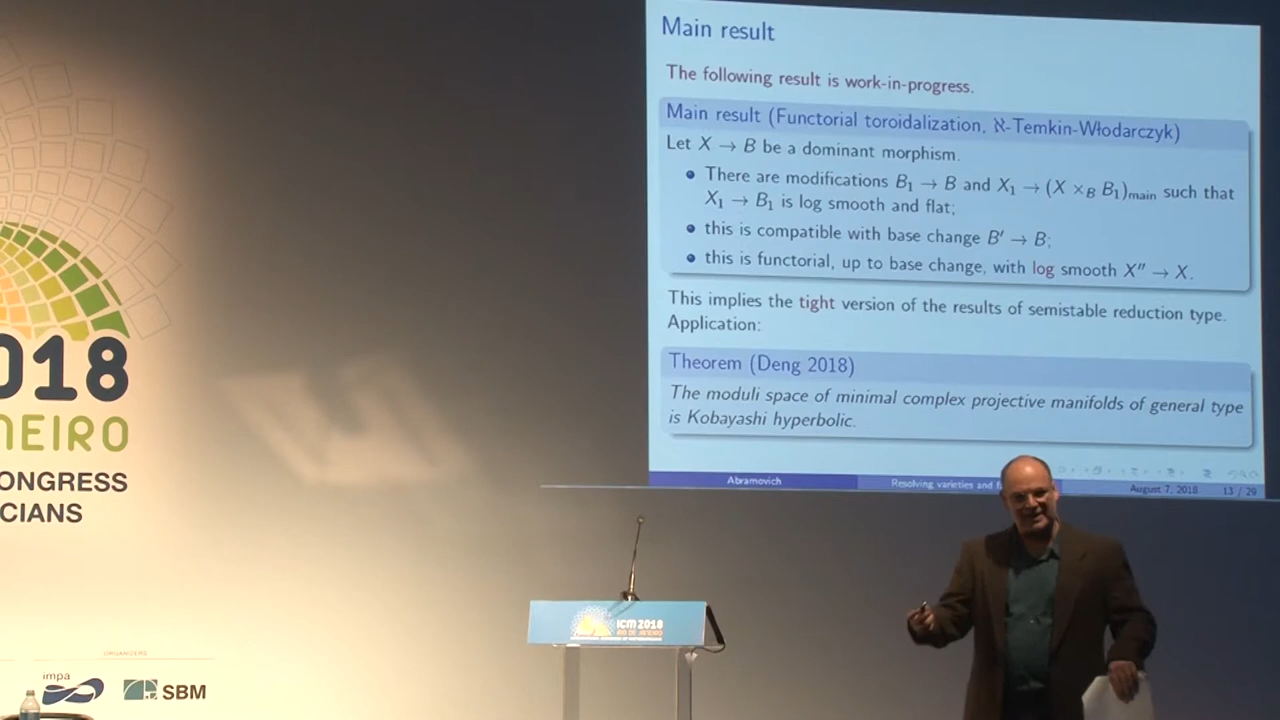 Main result
The following result is work-in-progress.
Main result (Functorial toroidalization, ℵ-Temkin-Włodarczyk)
Let X → B be a dominant morphism.
• There are modifications B₁ → B and X₁ → (X ×_B B₁)_main such that
X₁ → B₁ is log smooth and flat;
• this is compatible with base change B′ → B;
• this is functorial, up to base change, with log smooth X″ → X.
This implies the tight version of the results of semistable reduction type.
Application:
Theorem (Deng 2018)
The moduli space of minimal complex projective manifolds of general type
is Kobayashi hyperbolic.
Abramovich
Resolving varieties and
August 7, 2018
13 / 29
018
NEIRO
ONGRESS
CIANS
ICM 2018
RIO DE JANEIRO
ORGANIZERS
impa
SBM